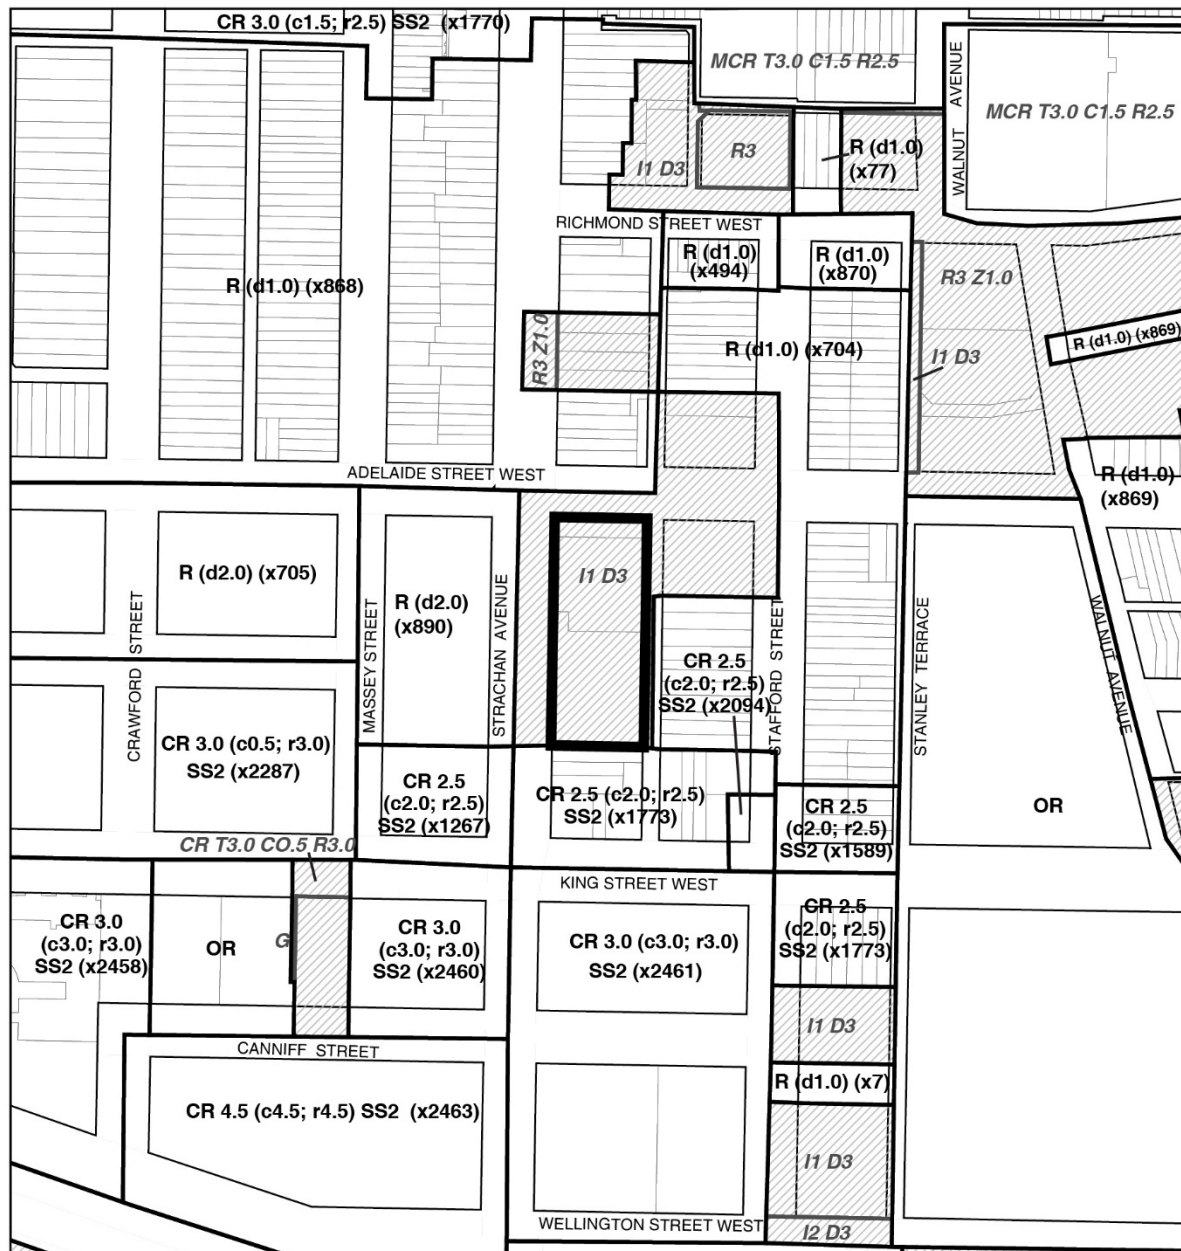 CR 3.0 (c1.5; r2.5) SS2 (x1770)
WALNUT AVENUE
MCR T3.0 C1.5 R2.5
MCR T3.0 C1.5 R2.5
R3
I1 D3
R (d1.0)
(x77)
RICHMOND STREET WEST
R (d1.0)
(x494)
R (d1.0)
(x870)
R3 Z1.0
R (d1.0) (x868)
R3 Z1.0
R (d1.0) (x704)
I1 D3
R (d1.0) (x869)
ADELAIDE STREET WEST
R (d1.0)
(x869)
R (d2.0) (x705)
I1 D3
R (d2.0)
(x890)
CRAWFORD STREET
MASSEY STREET
STRACHAN AVENUE
STAFFORD STREET
STANLEY TERRACE
WALNUT AVENUE
CR 2.5
(c2.0; r2.5)
SS2 (x2094)
CR 3.0 (c0.5; r3.0)
SS2 (x2287)
CR 2.5
(c2.0; r2.5)
SS2 (x1267)
CR 2.5 (c2.0; r2.5)
SS2 (x1773)
CR 2.5
(c2.0; r2.5)
SS2 (x1589)
OR
CR T3.0 CO.5 R3.0
KING STREET WEST
CR 3.0
(c3.0; r3.0)
SS2 (x2458)
OR
G
CR 3.0
(c3.0; r3.0)
SS2 (x2460)
CR 3.0 (c3.0; r3.0)
SS2 (x2461)
CR 2.5
(c2.0; r2.5)
SS2 (x1773)
I1 D3
CANNIFF STREET
R (d1.0) (x7)
CR 4.5 (c4.5; r4.5) SS2 (x2463)
I1 D3
WELLINGTON STREET WEST
I2 D3